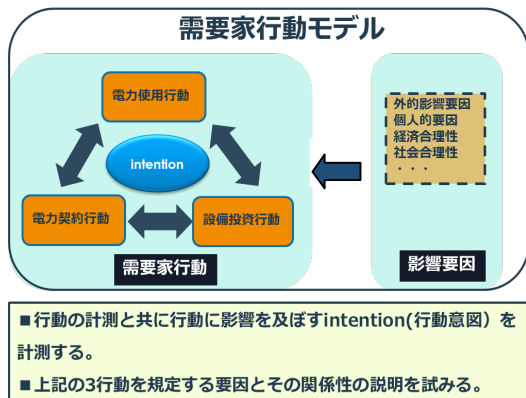 需要家行動モデル
電力使用行動
intention
電力契約行動
設備投資行動
需要家行動
外的影響要因
個人的要因
経済合理性
社会合理性
・・・
影響要因
■行動の計測と共に行動に影響を及ぼすintention(行動意図）を
計測する。
■上記の3行動を規定する要因とその関係性の説明を試みる。